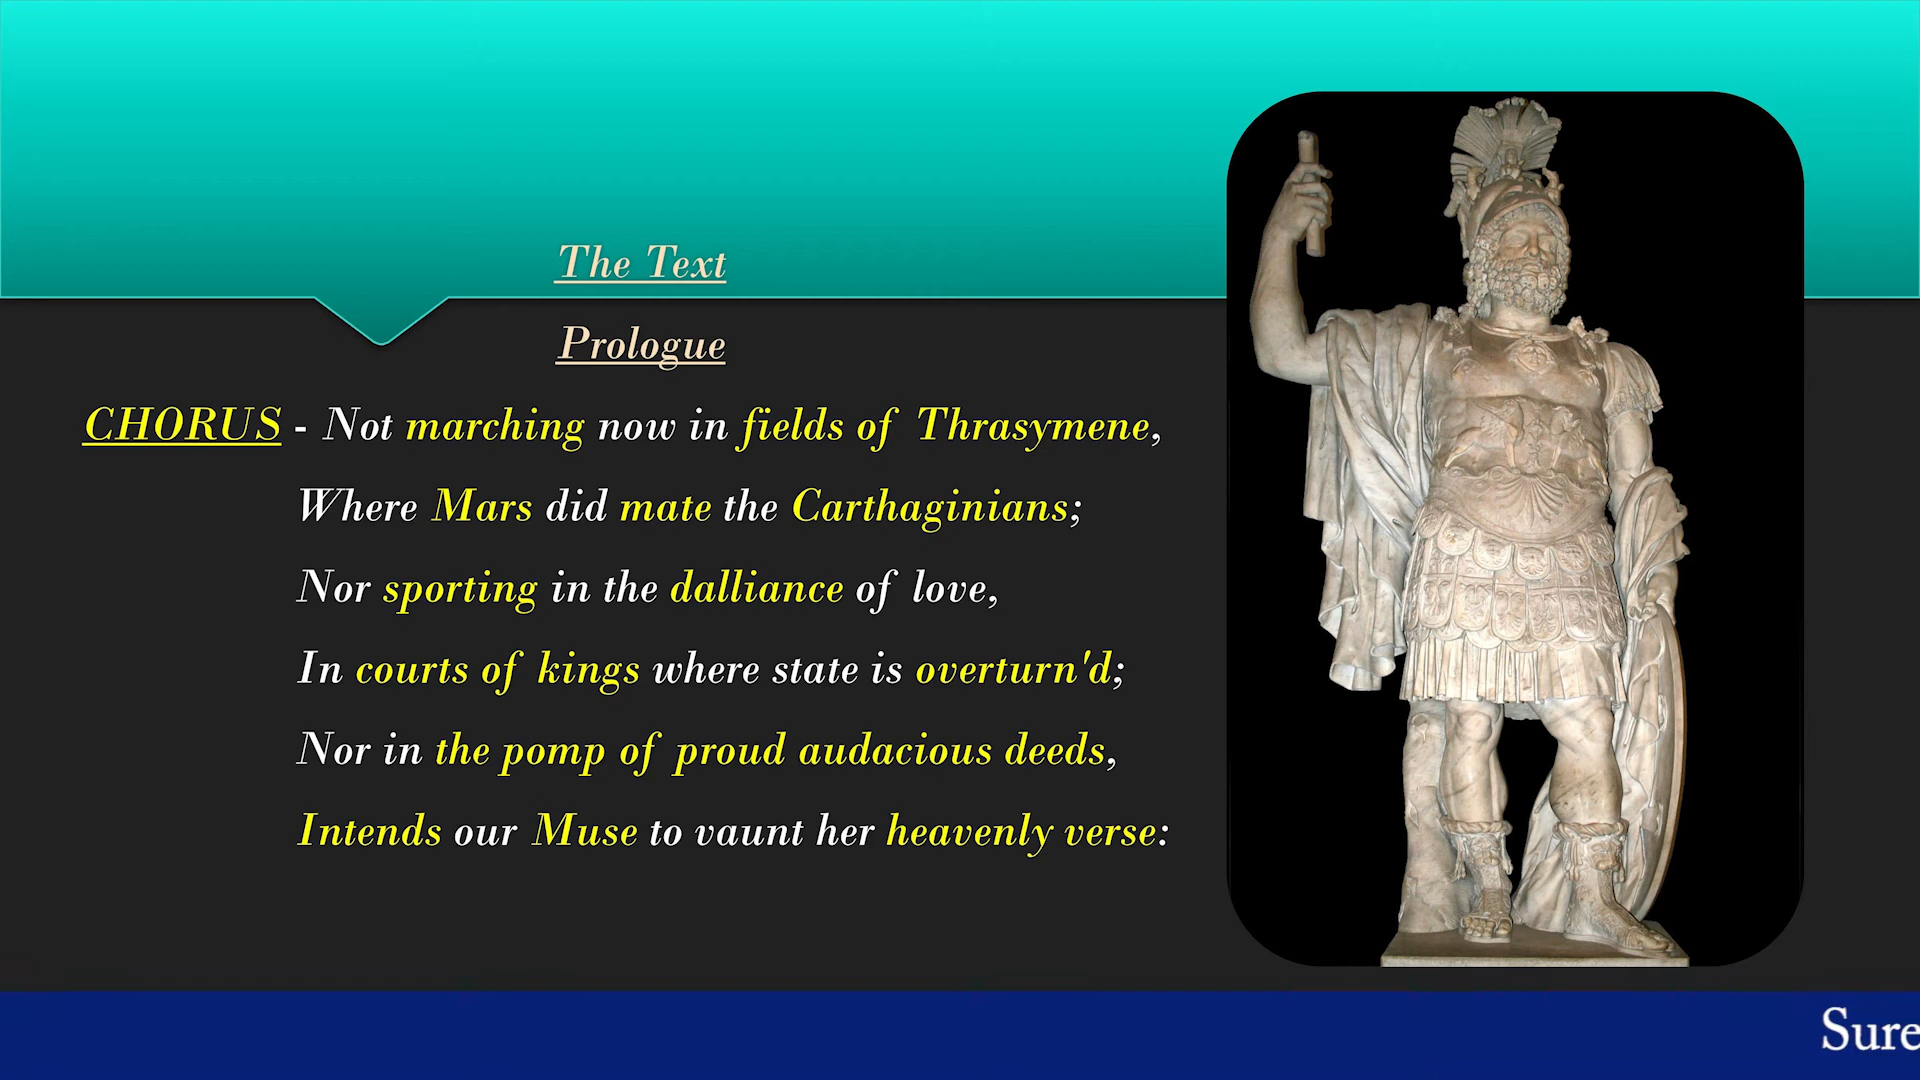 The Text
Prologue
CHORUS - Not marching now in fields of Thrasymene,
Where Mars did mate the Carthaginians;
Nor sporting in the dalliance of love,
In courts of kings where state is overturn'd;
Nor in the pomp of proud audacious deeds,
Intends our Muse to vaunt her heavenly verse:
Sure